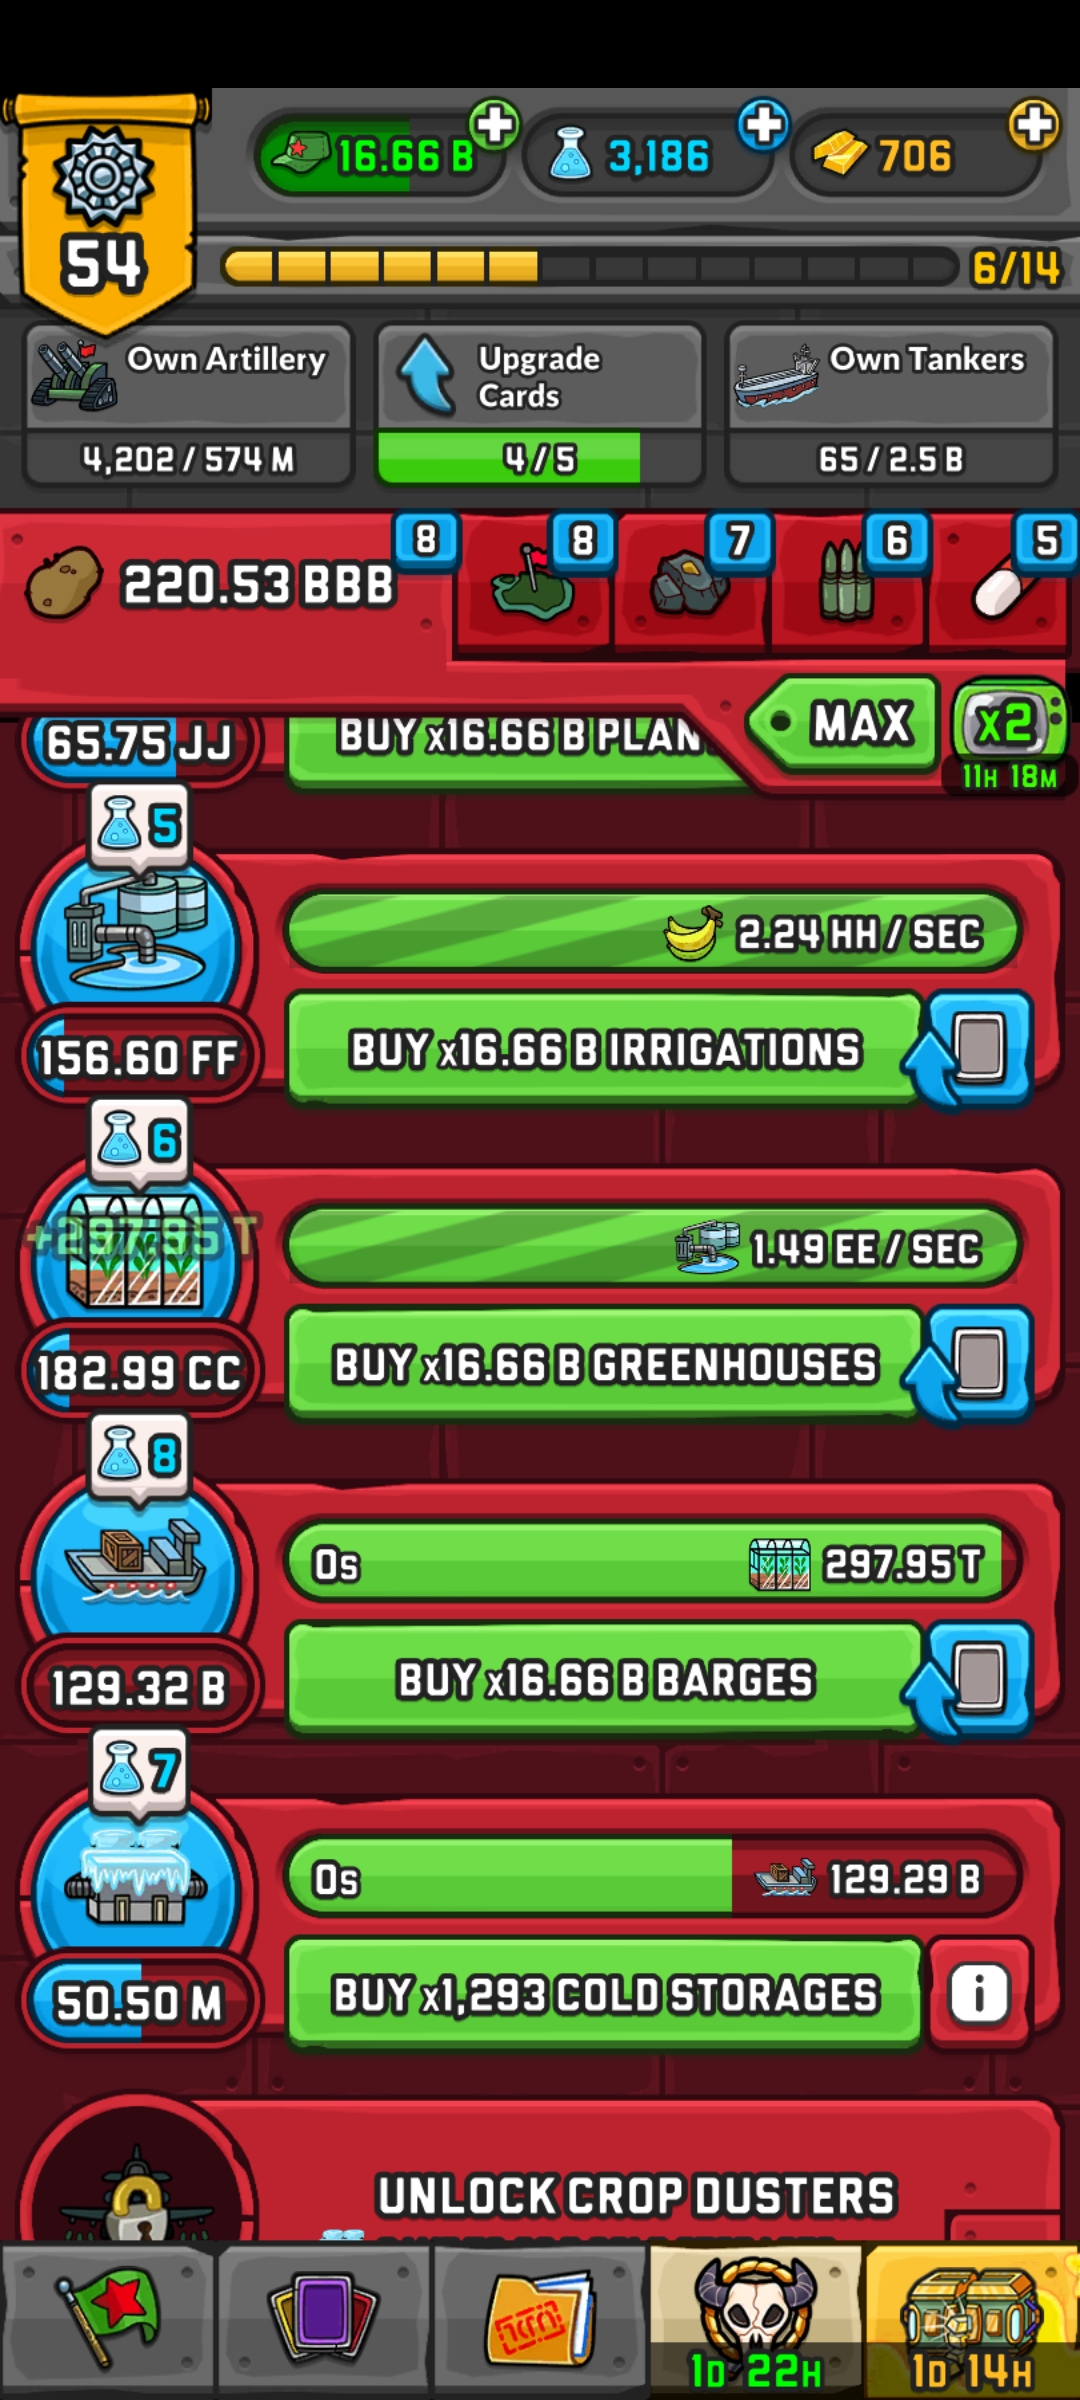 54
16.66 B
3,186
706
6/14
Own Artillery
4,202 / 574 M
Upgrade
Cards
4 / 5
Own Tankers
65 / 2.5 B
220.53 BBB
8
8
7
6
5
MAX
X2
11H 18M
65.75 JJ
BUY x16.66 B PLAN
5
2.24 HH / SEC
156.60 FF
BUY x16.66 B IRRIGATIONS
6
+297.95 T
1.49 EE / SEC
182.99 CC
BUY x16.66 B GREENHOUSES
8
0s
297.95 T
129.32 B
BUY x16.66 B BARGES
7
0s
129.29 B
50.50 M
BUY x1,293 COLD STORAGES
i
UNLOCK CROP DUSTERS
1D 22H
1D 14H